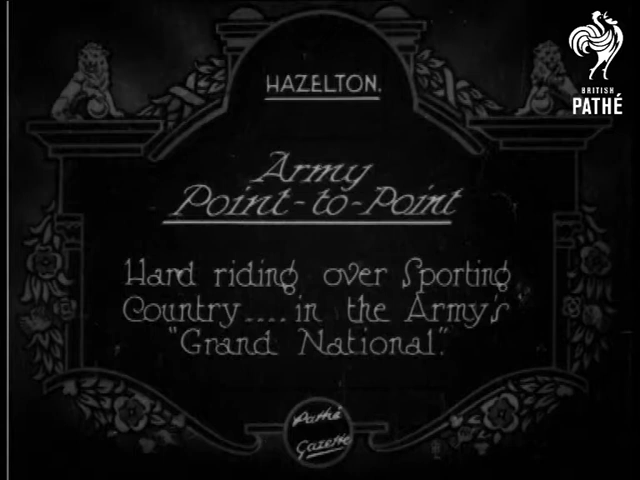 HAZELTON.
BRITISH
PATHÉ
Army
Point-to-Point
Hard riding over Sporting
Country.... in the Army's
"Grand National".
Pathé
Gazette